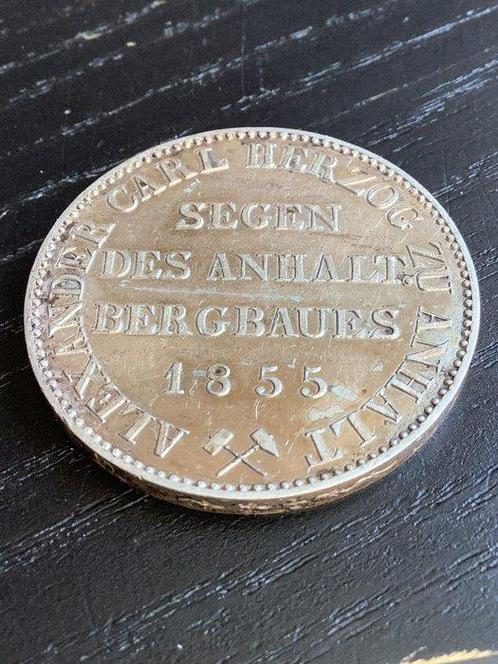 ALEXANDER CARL HERZOG ZU ANHALT
SEGEN
DES ANHALT.
BERGBAUES
1855